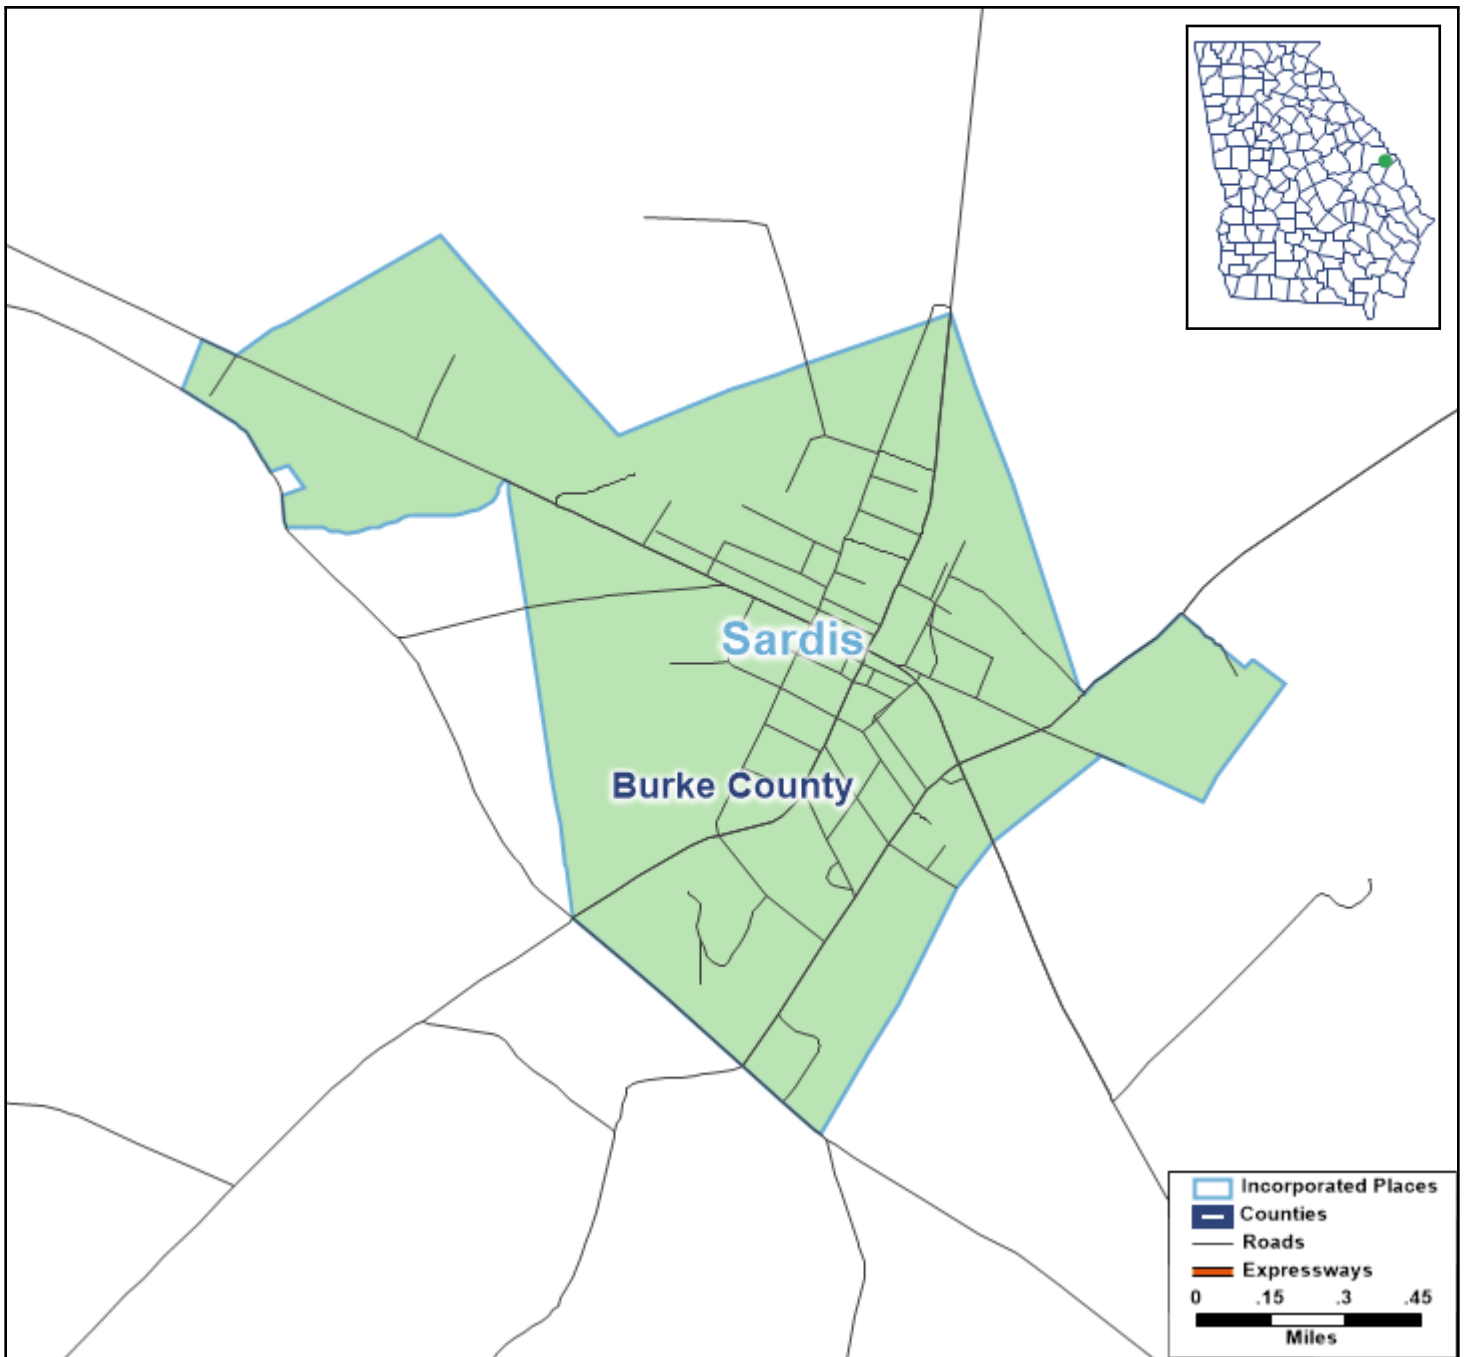 Sardis
Burke County
Incorporated Places
Counties
Roads
Expressways
0 .15 .3 .45
Miles